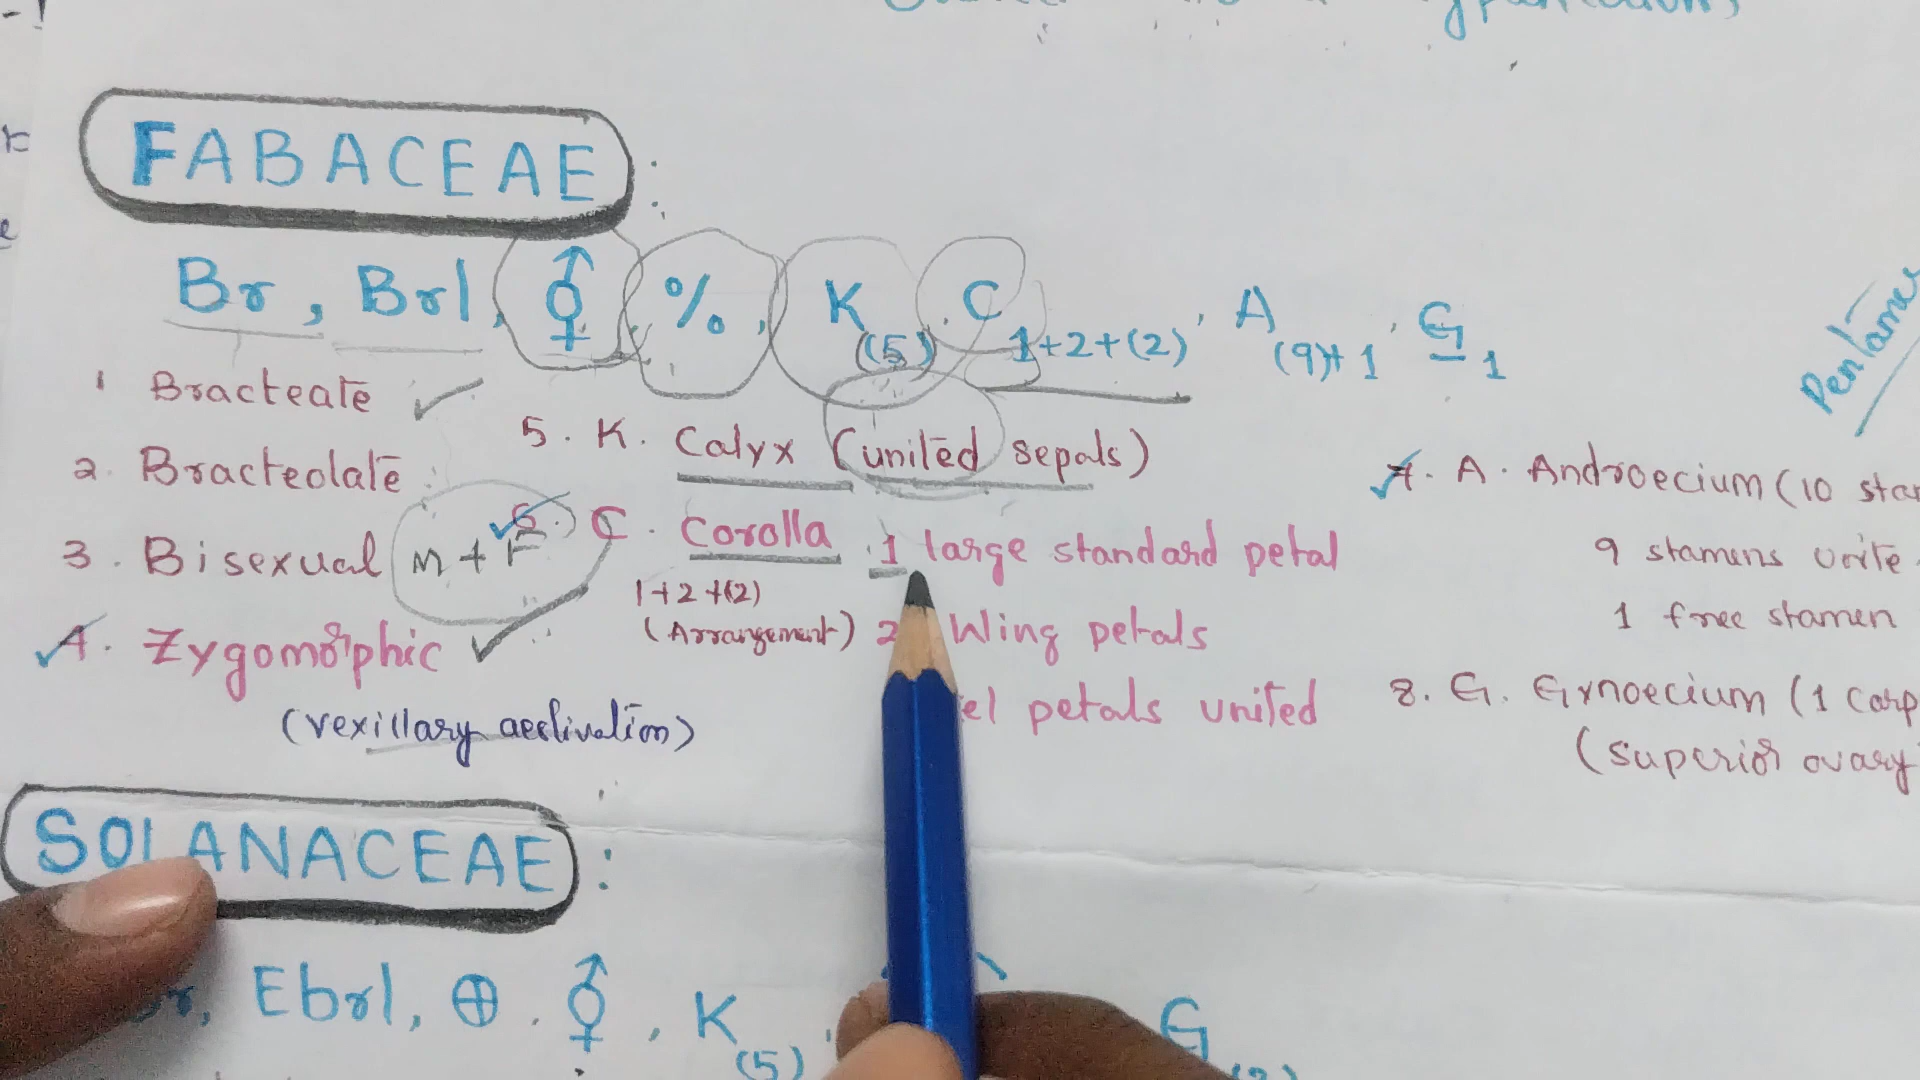 FABACEAE :
Br, Brl, ⚥, %, K(5), C1+2+(2), A(9)+1, G1
1 Bracteate
2. Bracteolate
3. Bisexual m + F
4. Zygomorphic
(vexillary aestivation)
5. K. Calyx (united sepals)
6. C. Corolla 1 large standard petal
1+2+(2)
(Arrangement) 2 Wing petals
petals united
Pentamer
7. A. Androecium (10 sta
9 stamens unite
1 free stamen
8. G. Gynoecium (1 carp
(superior ovary
SOLANACEAE :
Ebrl, ⊕, ⚥, K(5), G